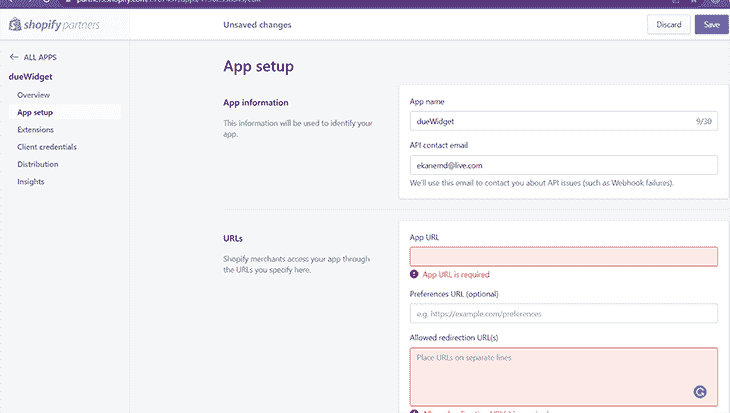 shopify partners
Unsaved changes
Discard
Save
ALL APPS
dueWidget
Overview
App setup
Extensions
Client credentials
Distribution
Insights
App setup
App information
This information will be used to identify your
app.
App name
dueWidget
9/30
API contact email
ekanemd@live.com
We'll use this email to contact you about API issues (such as Webhook failures).
URLs
Shopify merchants access your app through
the URLs you specify here.
App URL
App URL is required
Preferences URL (optional)
e.g. https://example.com/preferences
Allowed redirection URL(s)
Place URLs on separate lines